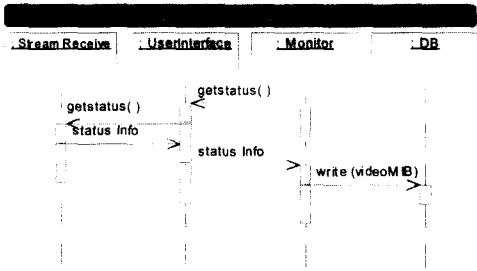 : Stream Receive
: UserInterface
: Monitor
: DB
getstatus( )
getstatus( )
status Info
status Info
write (videoMIB)